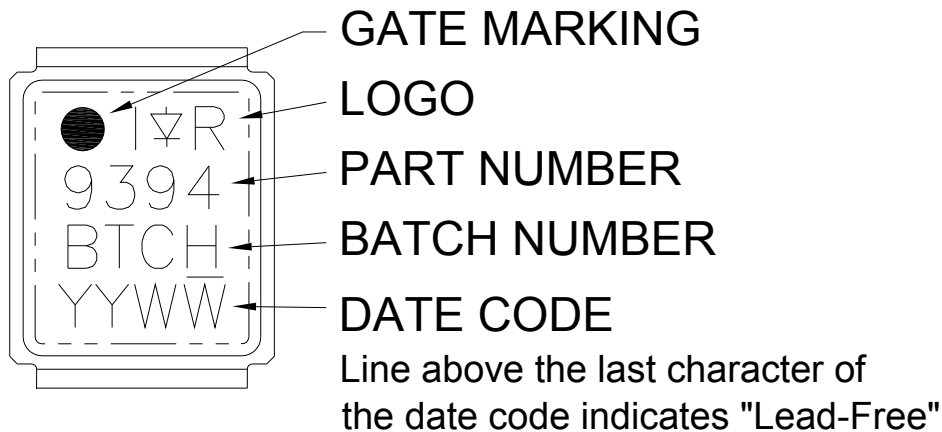 GATE MARKING
I R
LOGO
9394
PART NUMBER
BTCH
BATCH NUMBER
YYWW
DATE CODE
Line above the last character of
the date code indicates "Lead-Free"